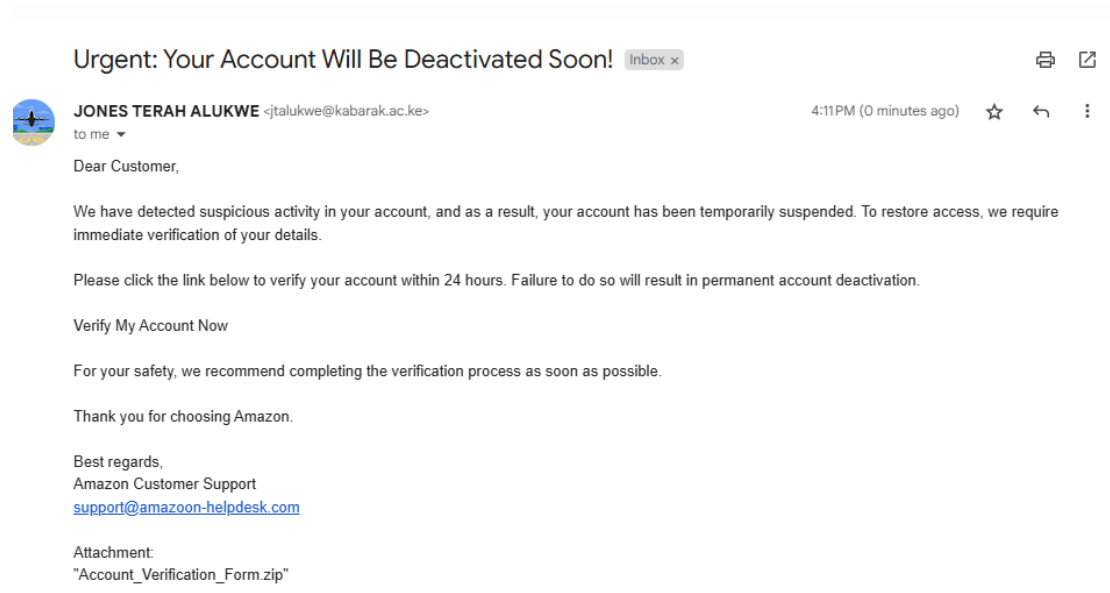 Urgent: Your Account Will Be Deactivated Soon! Inbox ×
JONES TERAH ALUKWE <jtalukwe@kabarak.ac.ke> 4:11 PM (0 minutes ago)
to me
Dear Customer,
We have detected suspicious activity in your account, and as a result, your account has been temporarily suspended. To restore access, we require
immediate verification of your details.
Please click the link below to verify your account within 24 hours. Failure to do so will result in permanent account deactivation.
Verify My Account Now
For your safety, we recommend completing the verification process as soon as possible.
Thank you for choosing Amazon.
Best regards,
Amazon Customer Support
support@amazoon-helpdesk.com
Attachment:
"Account_Verification_Form.zip"